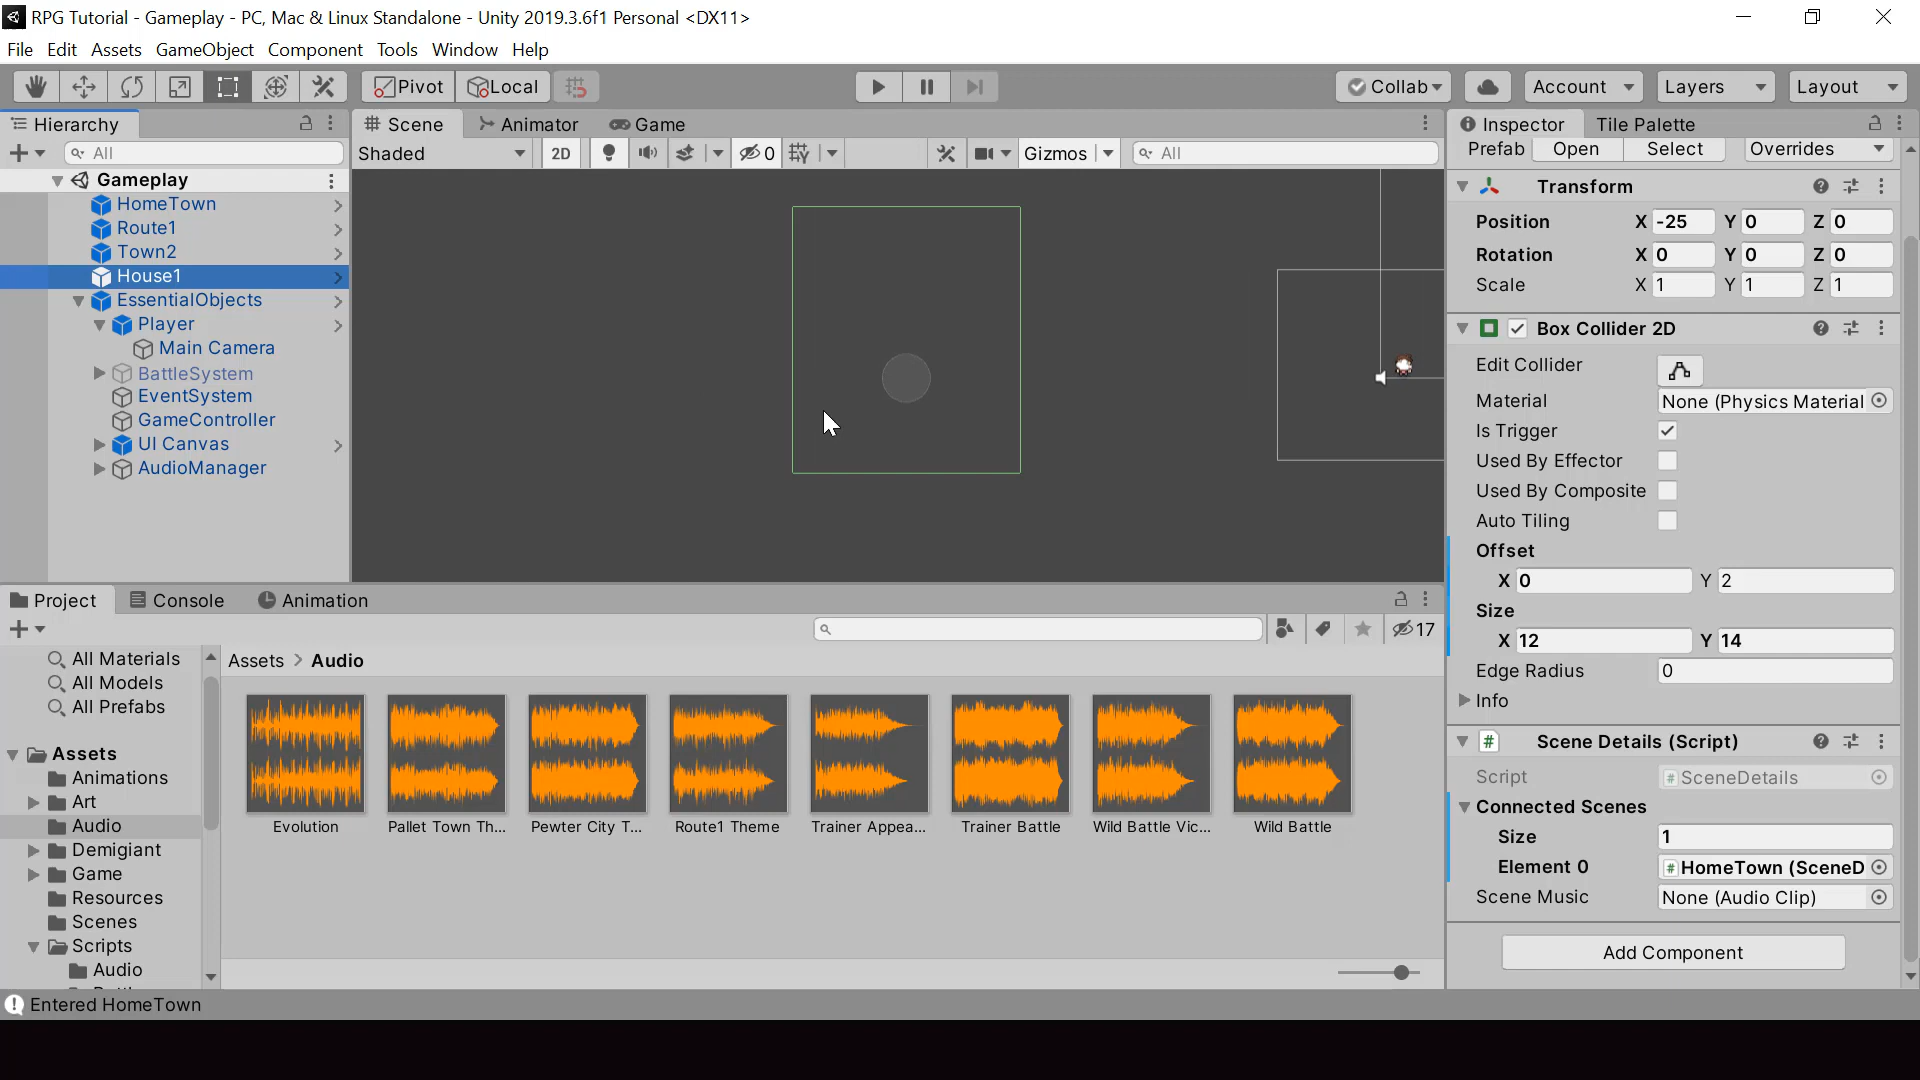 RPG Tutorial - Gameplay - PC, Mac & Linux Standalone - Unity 2019.3.6f1 Personal <DX11>
File Edit Assets GameObject Component Tools Window Help
Pivot Local Collab Account Layers Layout
Hierarchy
All
Gameplay
HomeTown
Route1
Town2
House1
EssentialObjects
Player
Main Camera
BattleSystem
EventSystem
GameController
UI Canvas
AudioManager
Scene Animator Game
Shaded 2D 0 Gizmos All
Inspector Tile Palette
Prefab Open Select Overrides
Transform
Position X -25 Y 0 Z 0
Rotation X 0 Y 0 Z 0
Scale X 1 Y 1 Z 1
Box Collider 2D
Edit Collider
Material None (Physics Material
Is Trigger
Used By Effector
Used By Composite
Auto Tiling
Offset
X 0 Y 2
Size
X 12 Y 14
Edge Radius 0
Info
Scene Details (Script)
Script # SceneDetails
Connected Scenes
Size 1
Element 0 # HomeTown (SceneD
Scene Music None (Audio Clip)
Add Component
Project Console Animation
17
All Materials
All Models
All Prefabs
Assets
Animations
Art
Audio
Demigiant
Game
Resources
Scenes
Scripts
Audio
Assets > Audio
Evolution Pallet Town Th... Pewter City T... Route1 Theme Trainer Appea... Trainer Battle Wild Battle Vic... Wild Battle
Entered HomeTown